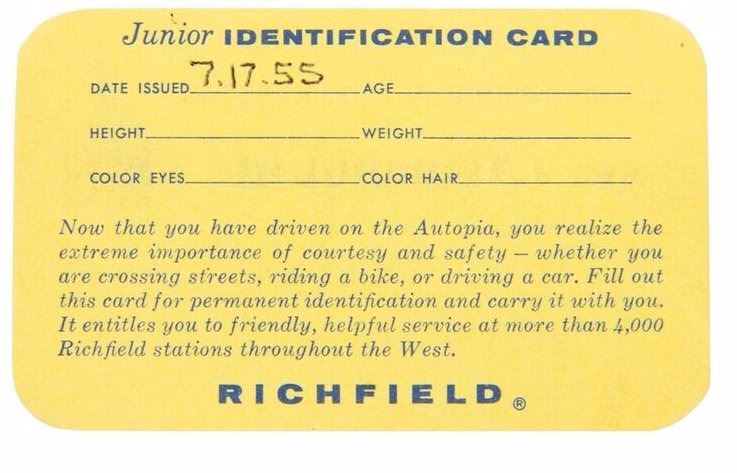 Junior IDENTIFICATION CARD
DATE ISSUED 7.17.55 AGE
HEIGHT WEIGHT
COLOR EYES COLOR HAIR
Now that you have driven on the Autopia, you realize the
extreme importance of courtesy and safety – whether you
are crossing streets, riding a bike, or driving a car. Fill out
this card for permanent identification and carry it with you.
It entitles you to friendly, helpful service at more than 4,000
Richfield stations throughout the West.
RICHFIELD ®